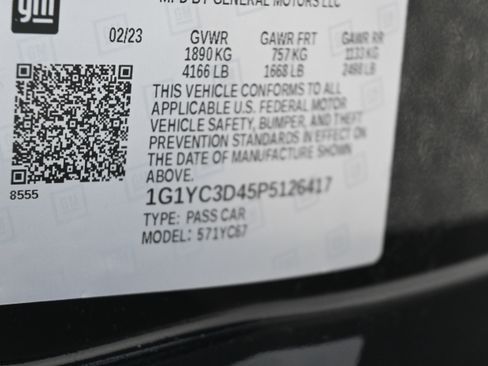 gm
MFD BY GENERAL MOTORS LLC
02/23 GVWR GAWR FRT GAWR RR
1890 KG 757 KG 1133 KG
4166 LB 1668 LB 2498 LB
THIS VEHICLE CONFORMS TO ALL
APPLICABLE U.S. FEDERAL MOTOR
VEHICLE SAFETY, BUMPER, AND THEFT
PREVENTION STANDARDS IN EFFECT ON
THE DATE OF MANUFACTURE SHOWN
ABOVE.
8555
1G1YC3D45P5126417
TYPE: PASS CAR
MODEL: 571YC67